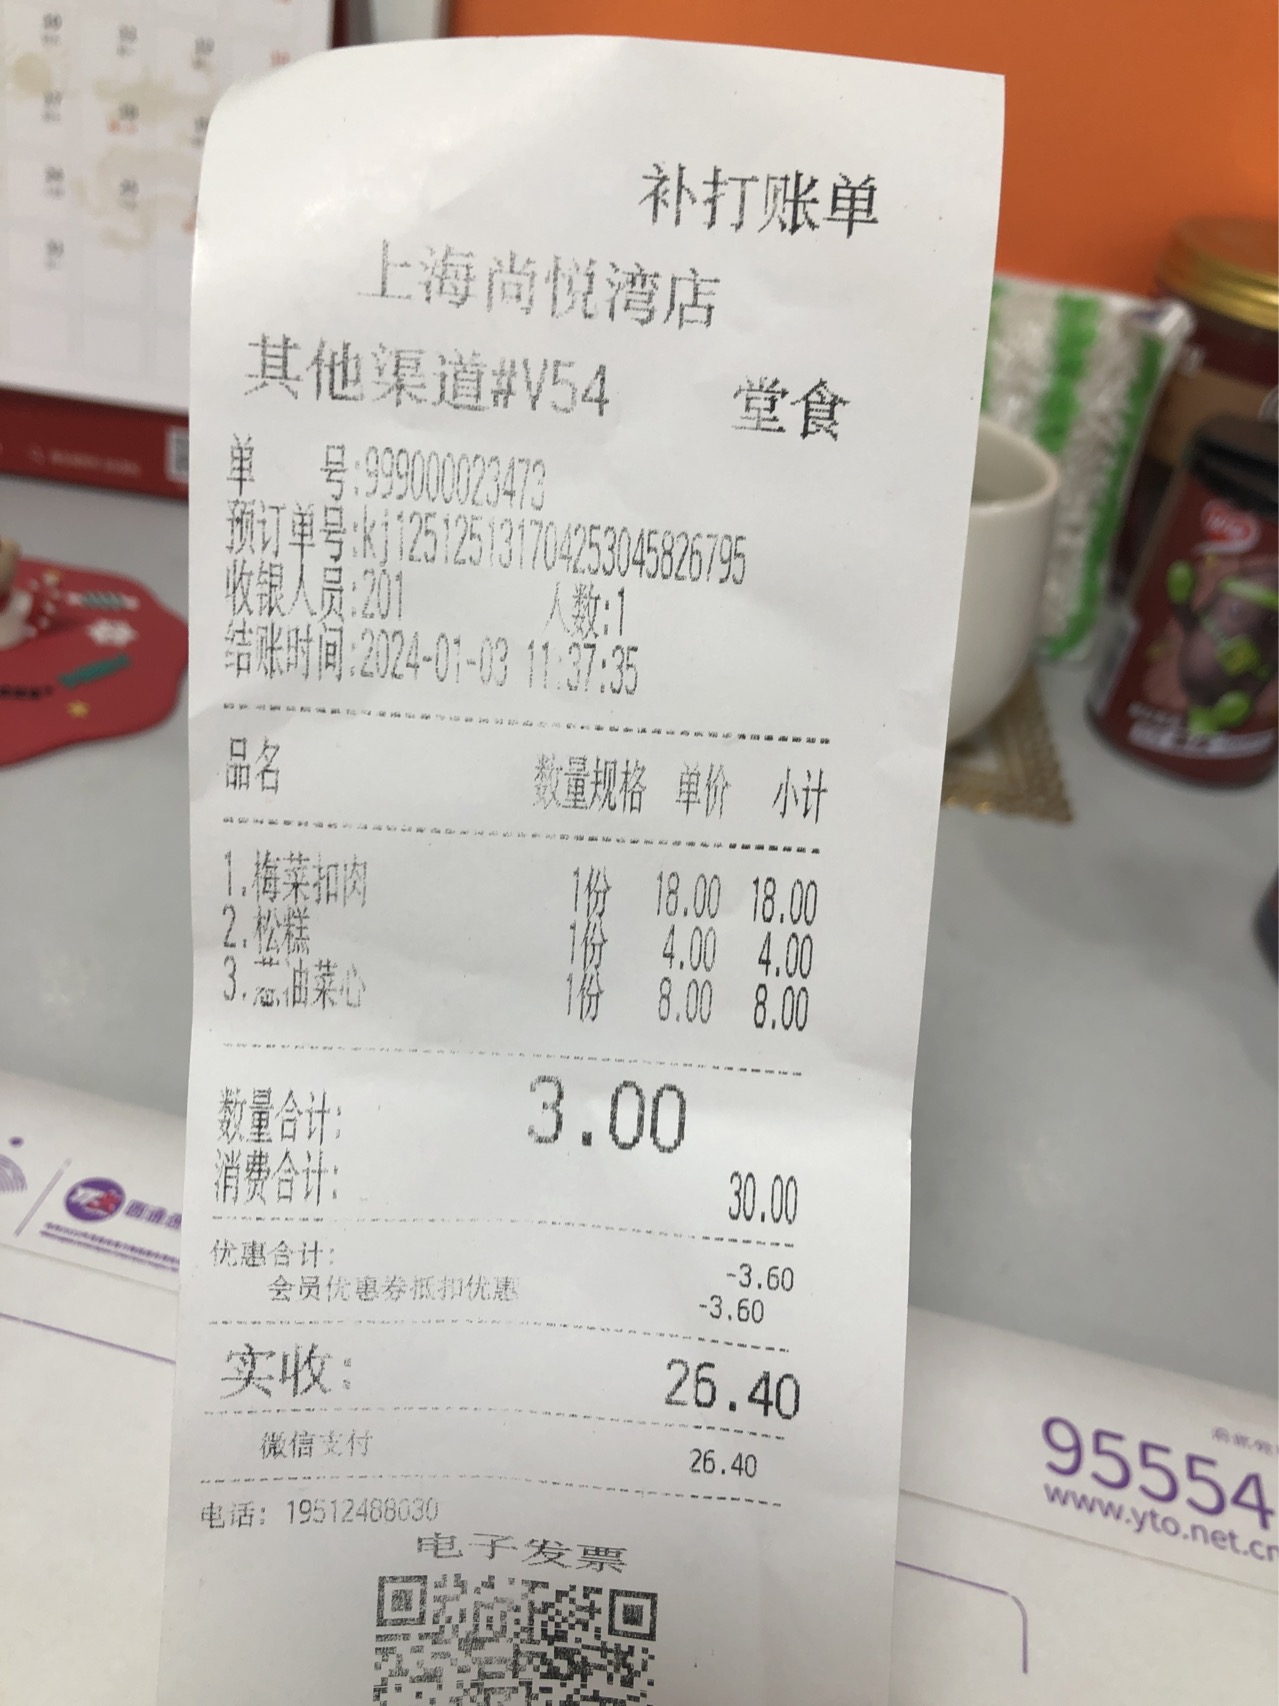 补打账单
上海尚悦湾店
其他渠道#V54 堂食
单 号:999000023473
预订单号:kj125125131704253045826795
收银人员:201 人数:1
结账时间:2024-01-03 11:37:35
品名 数量规格 单价 小计
1.梅菜扣肉 1份 18.00 18.00
2.松糕 1份 4.00 4.00
3.葱油菜心 1份 8.00 8.00
数量合计: 3.00
消费合计: 30.00
优惠合计: -3.60
会员优惠券抵扣优惠 -3.60
实收: 26.40
微信支付 26.40
电话: 19512488030
电子发票
95554
www.yto.net.cn